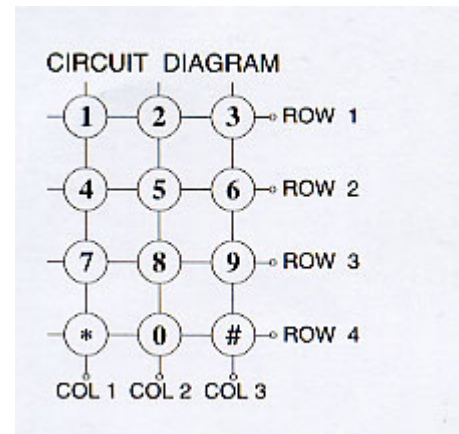 CIRCUIT DIAGRAM
1 2 3 ROW 1
4 5 6 ROW 2
7 8 9 ROW 3
* 0 # ROW 4
COL 1 COL 2 COL 3